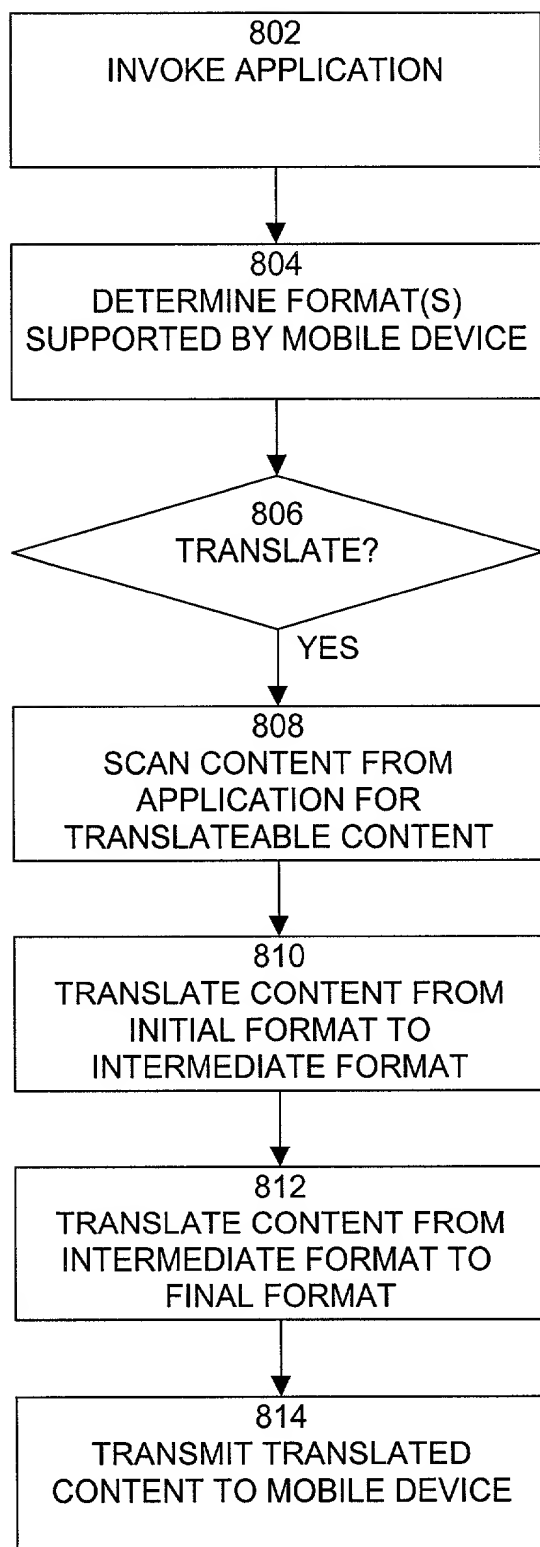 802
INVOKE APPLICATION
804
DETERMINE FORMAT(S)
SUPPORTED BY MOBILE DEVICE
806
TRANSLATE?
YES
808
SCAN CONTENT FROM
APPLICATION FOR
TRANSLATEABLE CONTENT
810
TRANSLATE CONTENT FROM
INITIAL FORMAT TO
INTERMEDIATE FORMAT
812
TRANSLATE CONTENT FROM
INTERMEDIATE FORMAT TO
FINAL FORMAT
814
TRANSMIT TRANSLATED
CONTENT TO MOBILE DEVICE